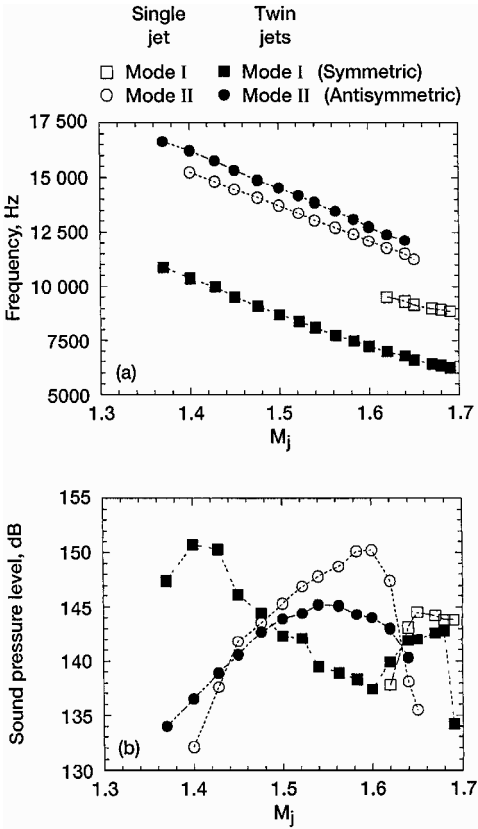 Single jet Twin jets
Mode I Mode I (Symmetric)
Mode II Mode II (Antisymmetric)
17 500
15 000
12 500
10 000
7500
5000
Frequency, Hz
(a)
1.3 1.4 1.5 1.6 1.7
Mj
155
150
145
140
135
130
Sound pressure level, dB
(b)
1.3 1.4 1.5 1.6 1.7
Mj